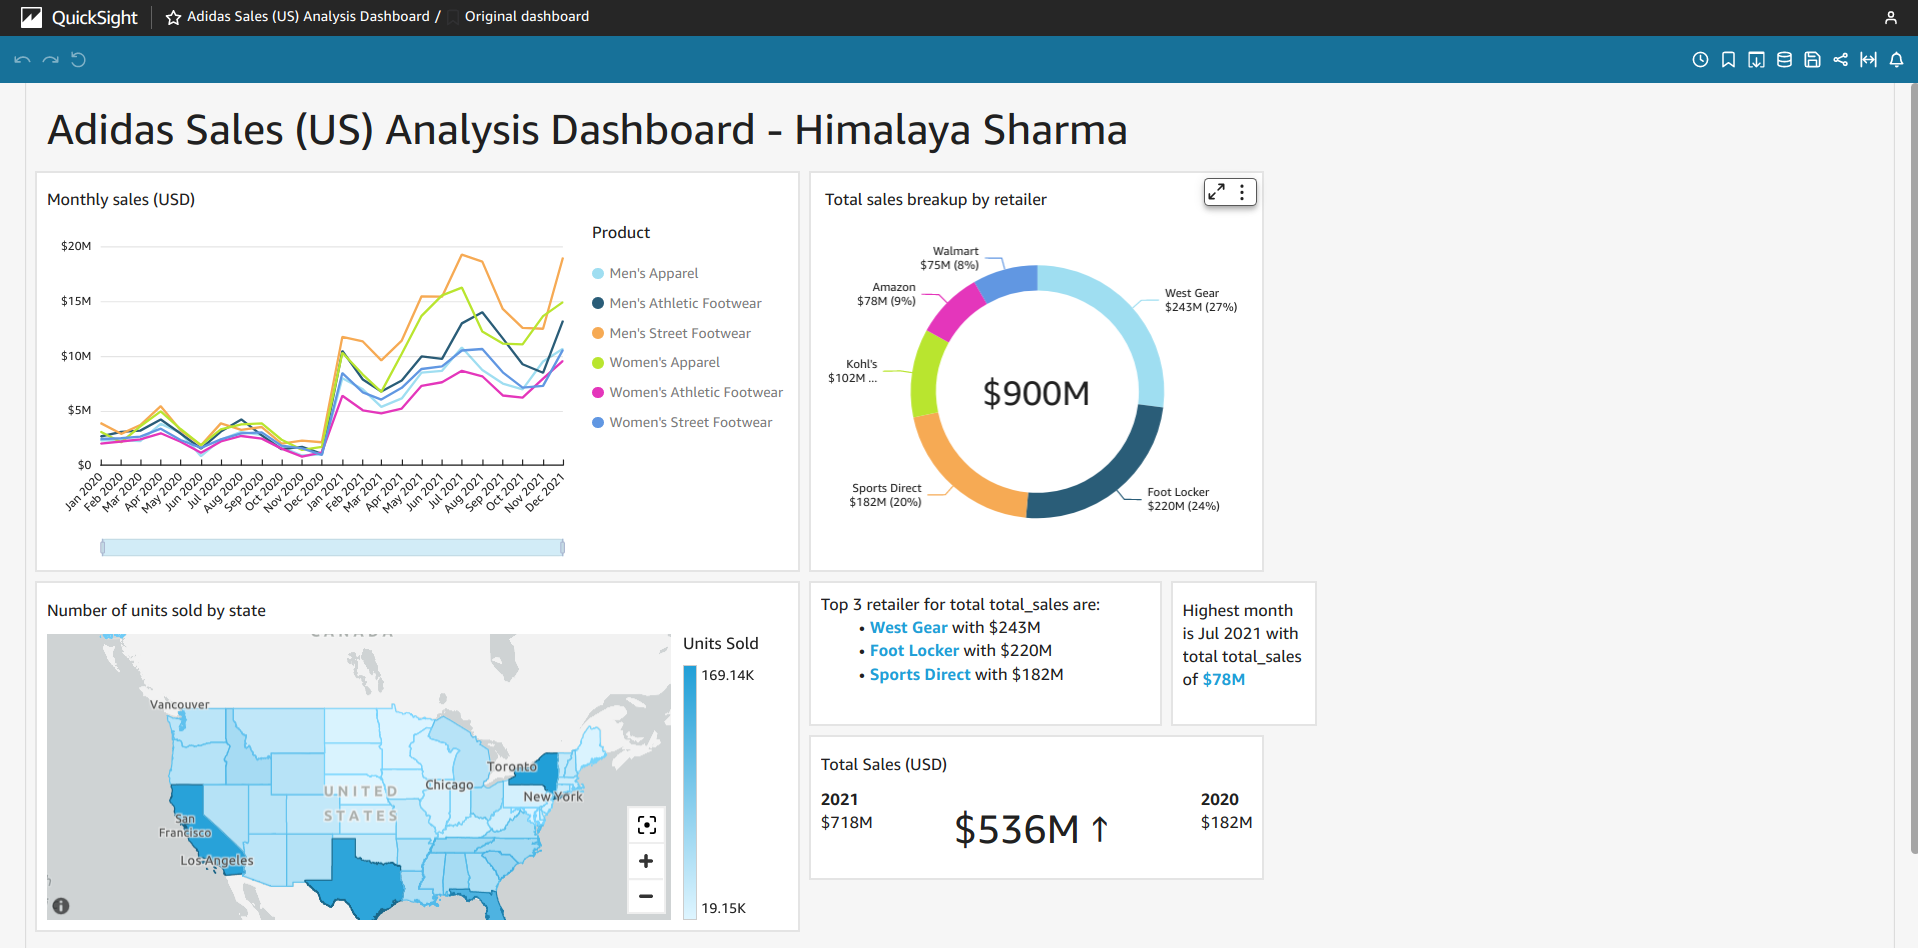 QuickSight
Adidas Sales (US) Analysis Dashboard / Original dashboard
Adidas Sales (US) Analysis Dashboard - Himalaya Sharma
Monthly sales (USD)
$20M
$15M
$10M
$5M
$0
Jan 2020
Feb 2020
Mar 2020
Apr 2020
May 2020
Jun 2020
Jul 2020
Aug 2020
Sep 2020
Oct 2020
Nov 2020
Dec 2020
Jan 2021
Feb 2021
Mar 2021
Apr 2021
May 2021
Jun 2021
Jul 2021
Aug 2021
Sep 2021
Oct 2021
Nov 2021
Dec 2021
Product
Men's Apparel
Men's Athletic Footwear
Men's Street Footwear
Women's Apparel
Women's Athletic Footwear
Women's Street Footwear
Total sales breakup by retailer
Walmart
$75M (8%)
Amazon
$78M (9%)
Kohl's
$102M ...
Sports Direct
$182M (20%)
West Gear
$243M (27%)
Foot Locker
$220M (24%)
$900M
Number of units sold by state
CANADA
Vancouver
Toronto
Chicago
New York
UNITED
STATES
San
Francisco
Los Angeles
Units Sold
169.14K
19.15K
Top 3 retailer for total total_sales are:
• West Gear with $243M
• Foot Locker with $220M
• Sports Direct with $182M
Highest month
is Jul 2021 with
total total_sales
of $78M
Total Sales (USD)
2021
$718M
$536M ↑
2020
$182M